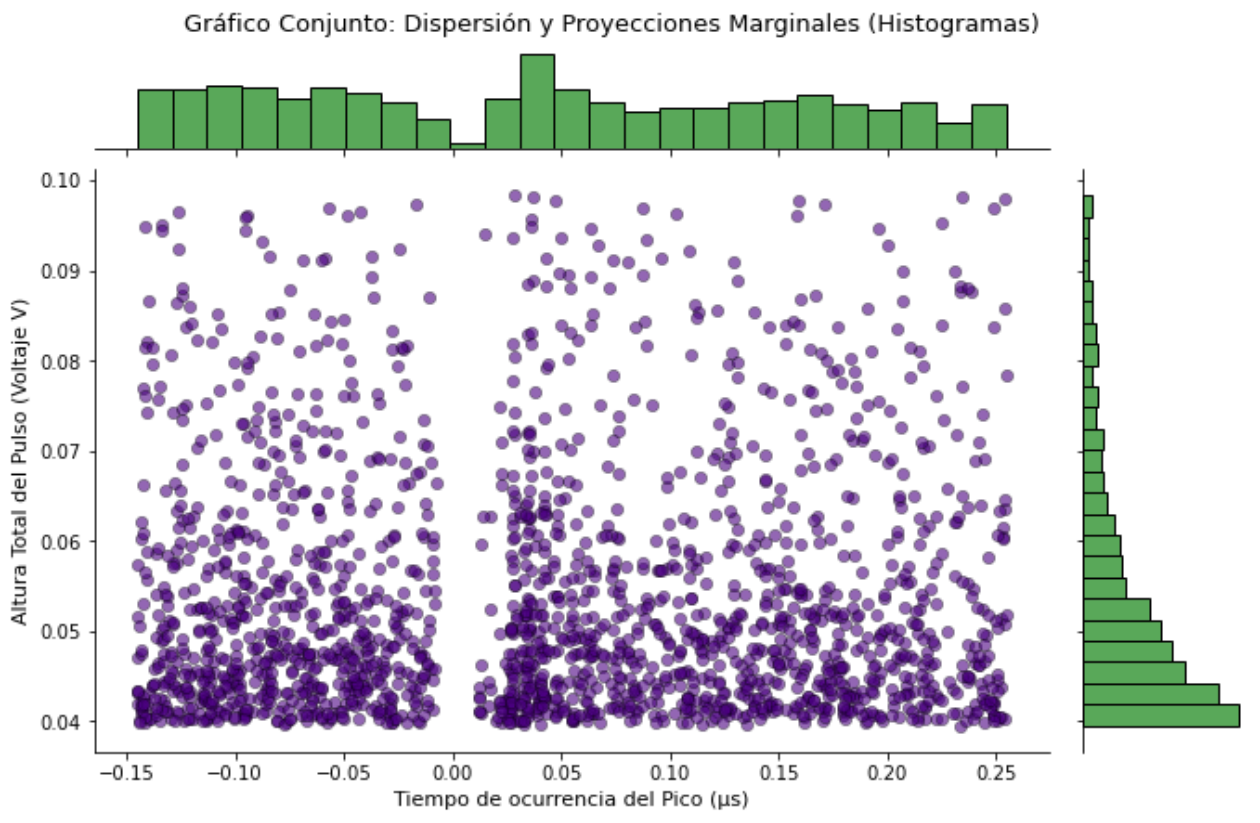 Gráfico Conjunto: Dispersión y Proyecciones Marginales (Histogramas)
0.10
0.09
0.08
0.07
0.06
0.05
0.04
Altura Total del Pulso (Voltaje V)
−0.15 −0.10 −0.05 0.00 0.05 0.10 0.15 0.20 0.25
Tiempo de ocurrencia del Pico (µs)